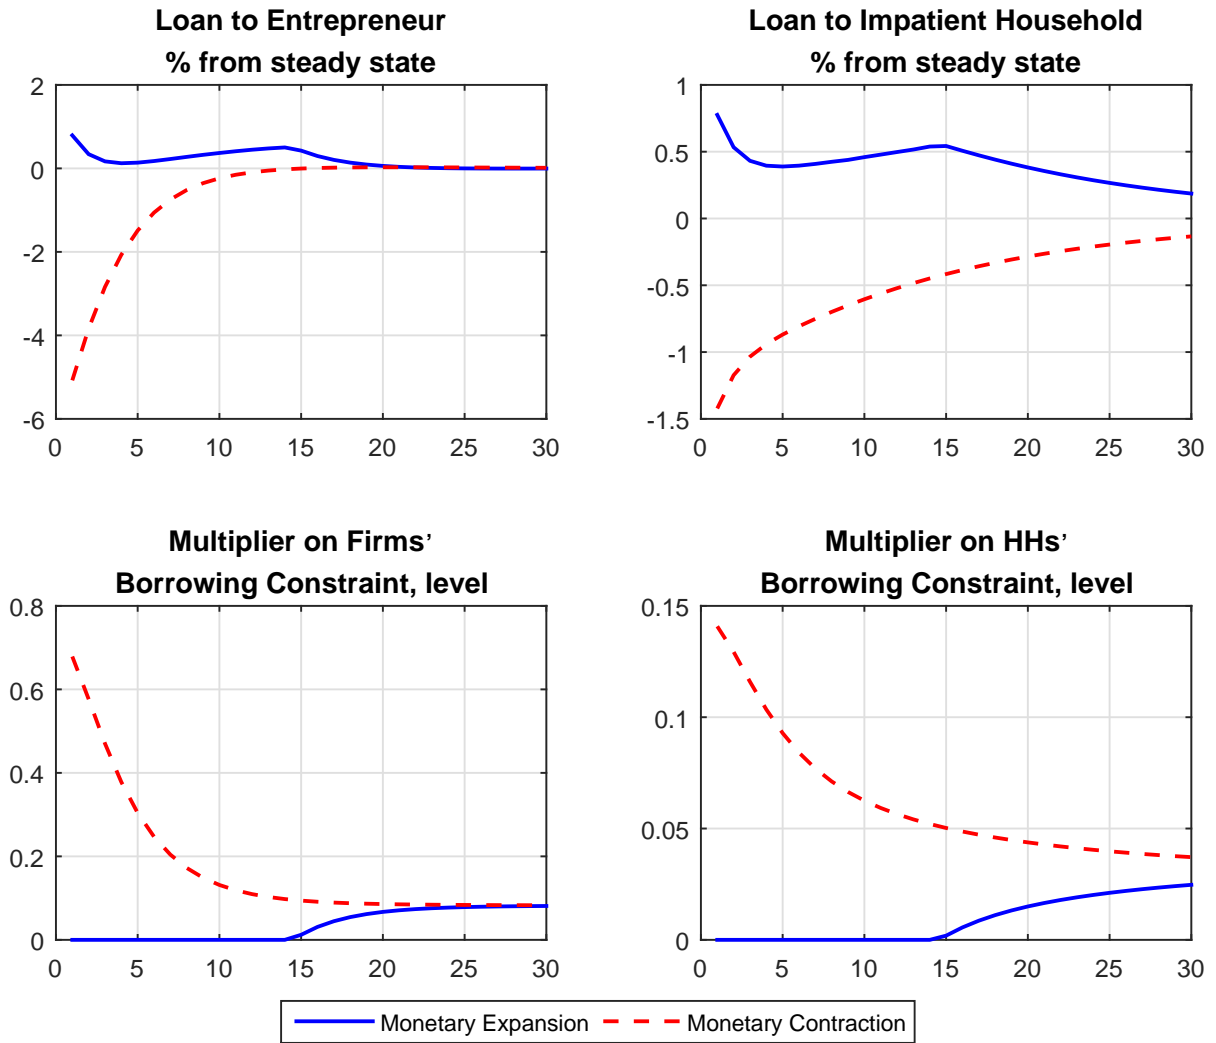 Loan to Entrepreneur
% from steady state
2
0
-2
-4
-6
0 5 10 15 20 25 30
Loan to Impatient Household
% from steady state
1
0.5
0
-0.5
-1
-1.5
0 5 10 15 20 25 30
Multiplier on Firms'
Borrowing Constraint, level
0.8
0.6
0.4
0.2
0
0 5 10 15 20 25 30
Multiplier on HHs'
Borrowing Constraint, level
0.15
0.1
0.05
0
0 5 10 15 20 25 30
Monetary Expansion Monetary Contraction